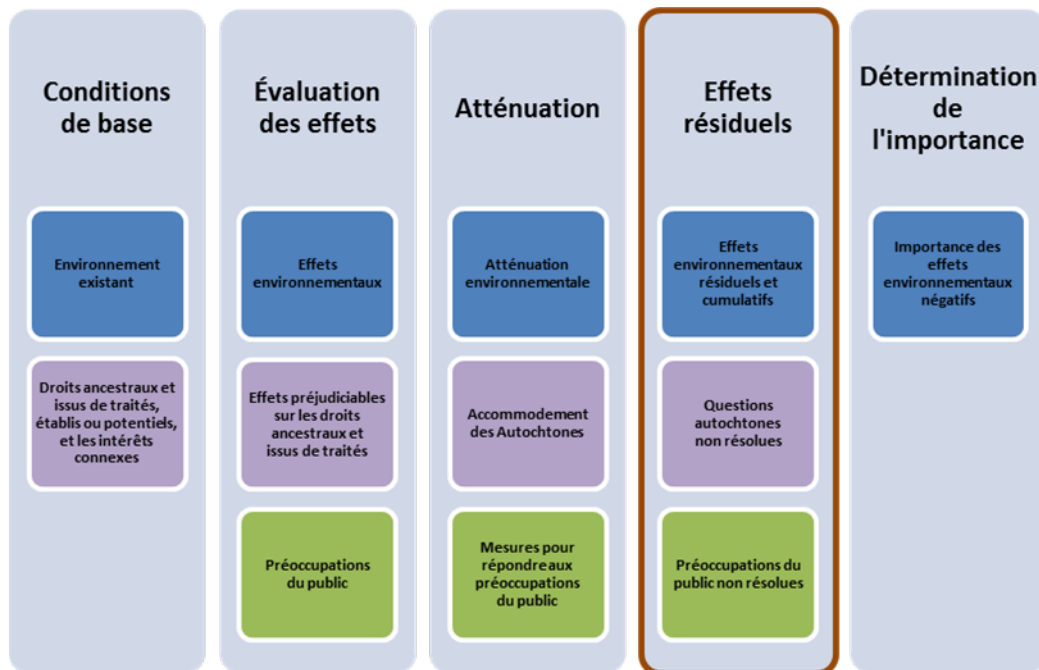 Conditions
de base
Environnement
existant
Droits ancestraux et
issus de traités,
établis ou potentiels,
et les intérêts
connexes
Évaluation
des effets
Effets
environnementaux
Effets préjudiciables
sur les droits
ancestraux et
issus de traités
Préoccupations
du public
Atténuation
Atténuation
environnementale
Accommodement
des Autochtones
Mesures pour
répondre aux
préoccupations
du public
Effets
résiduels
Effets
environnementaux
résiduels et
cumulatifs
Questions
autochtones
non résolues
Préoccupations du
public non résolues
Détermination
de
l'importance
Importance des
effets
environnementaux
négatifs